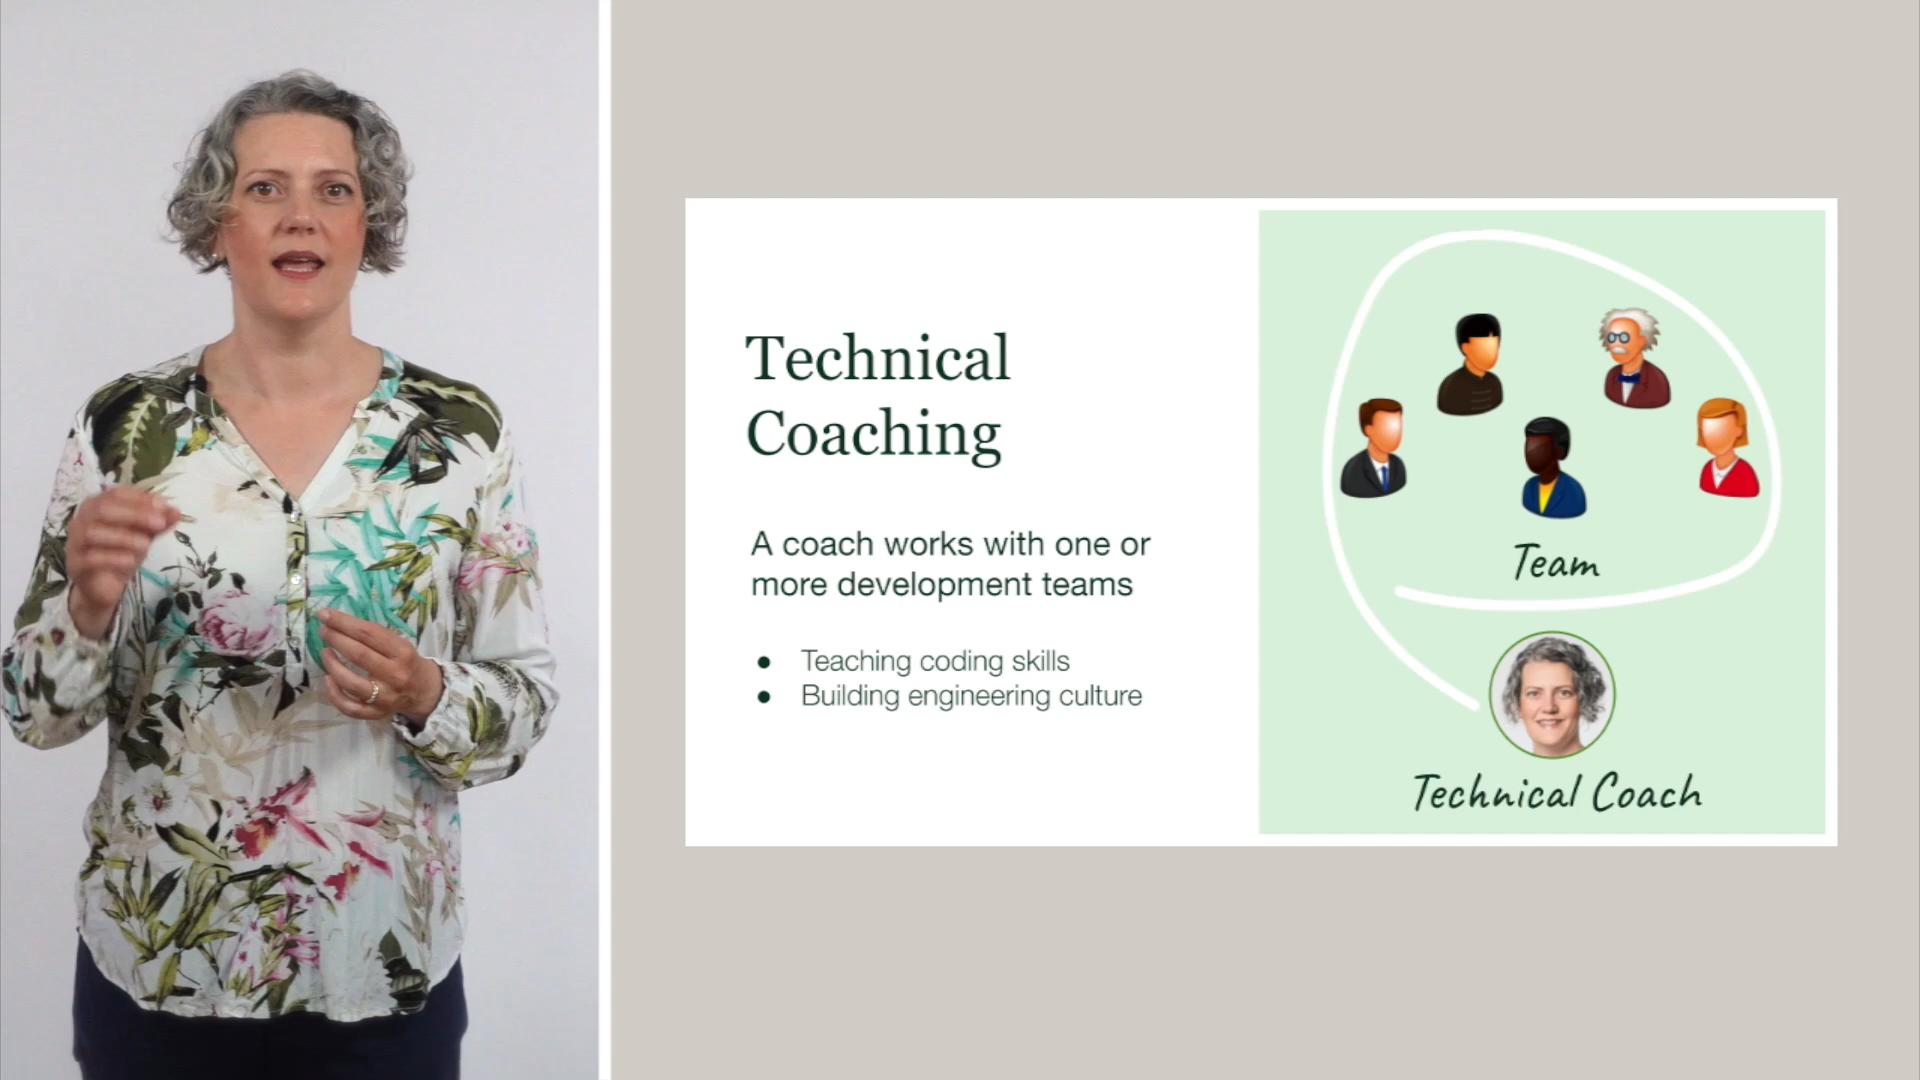 Technical
Coaching
A coach works with one or
more development teams
● Teaching coding skills
● Building engineering culture
Team
Technical Coach